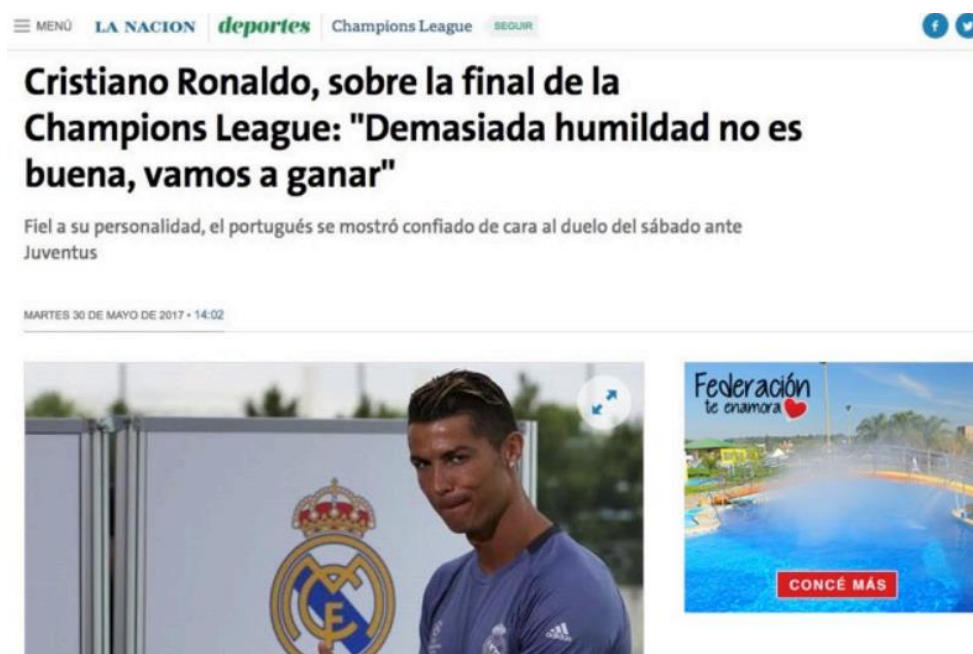 MENÚ LA NACION deportes Champions League SEGUIR
Cristiano Ronaldo, sobre la final de la
Champions League: "Demasiada humildad no es
buena, vamos a ganar"
Fiel a su personalidad, el portugués se mostró confiado de cara al duelo del sábado ante
Juventus
MARTES 30 DE MAYO DE 2017 • 14:02
Federación
te enamora
CONCÉ MÁS
adidas